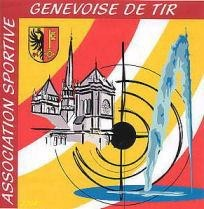 GENEVOISE DE TIR
ASSOCIATION SPORTIVE